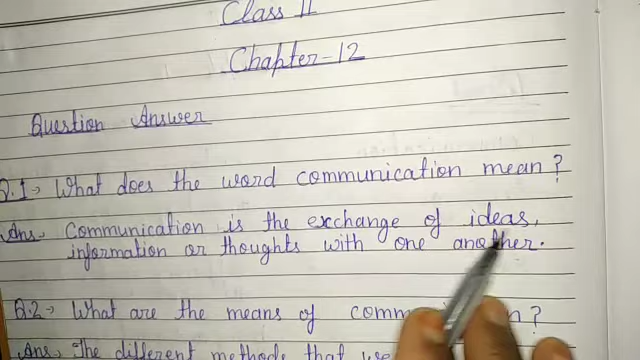 Class II
Chapter-12
Question Answer
Q.1→ What does the word communication mean?
Ans. Communication is the exchange of ideas,
information or thoughts with one another.
Q.2→ What are the means of
Ans. The different methods that